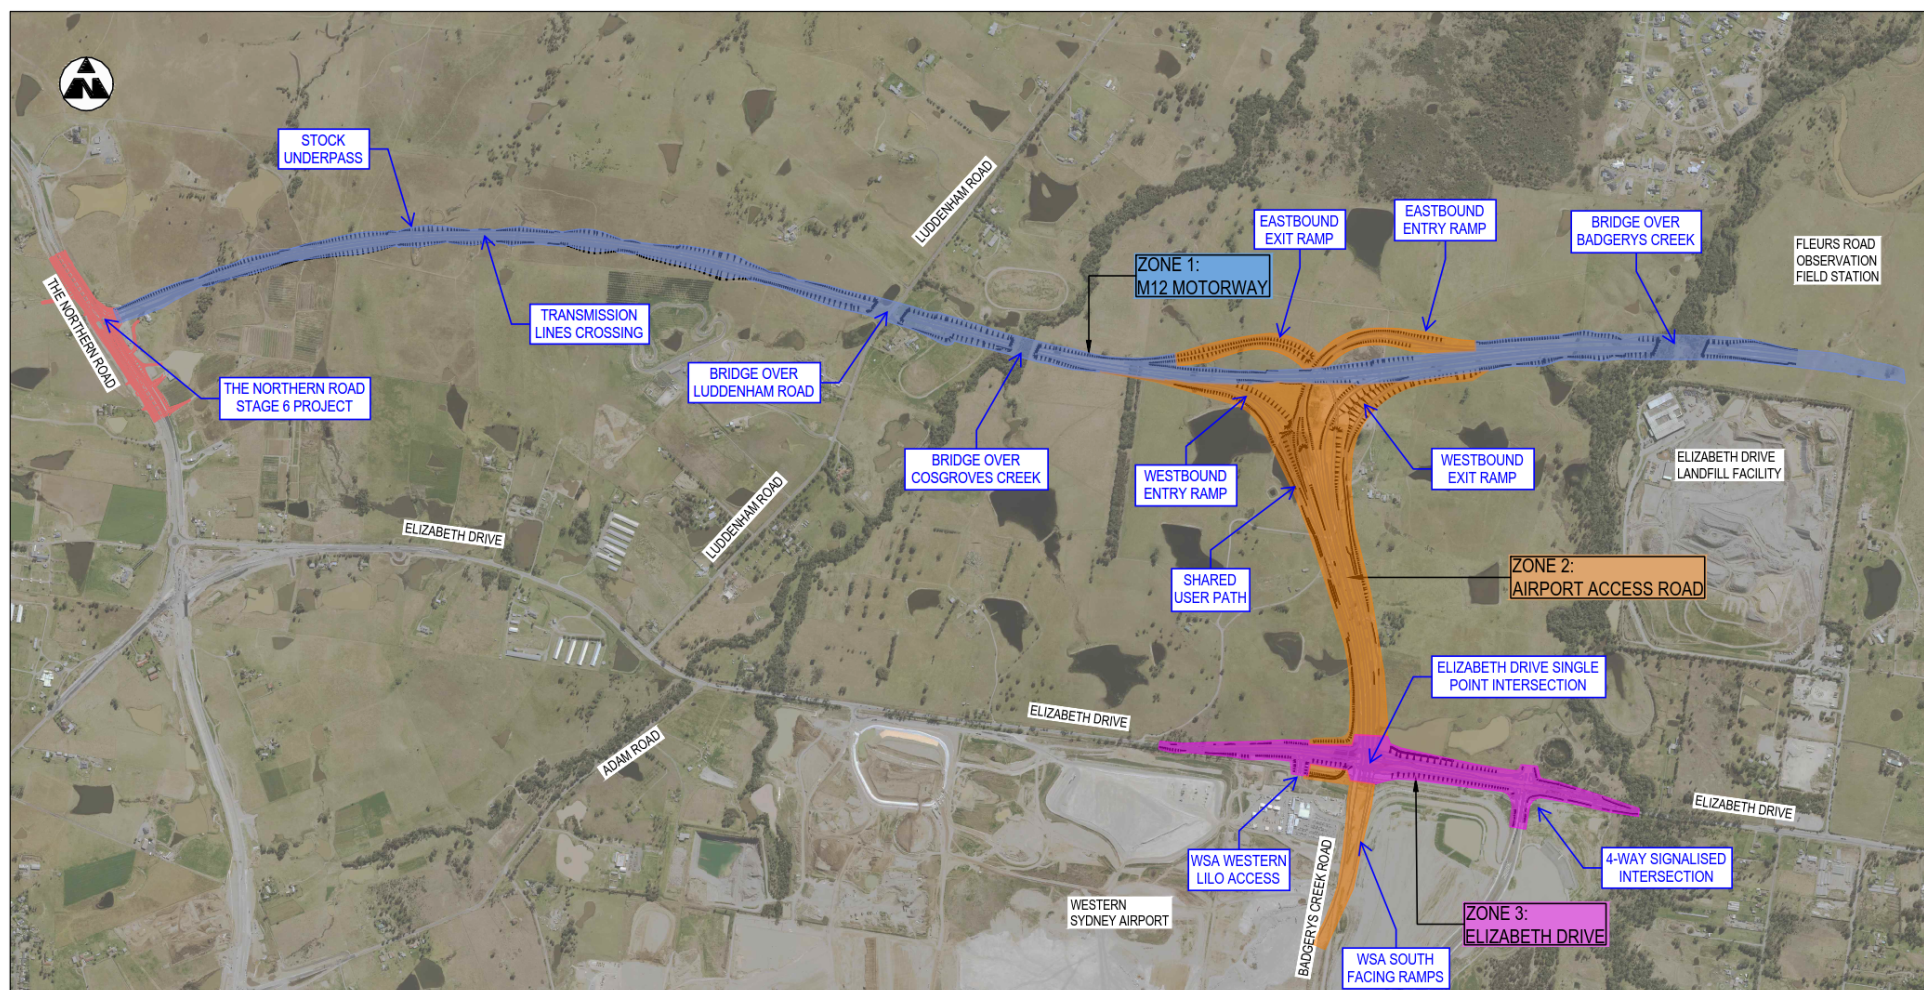 N
STOCK
UNDERPASS
LUDDENHAM ROAD
EASTBOUND
EXIT RAMP
EASTBOUND
ENTRY RAMP
BRIDGE OVER
BADGERYS CREEK
FLEURS ROAD
OBSERVATION
FIELD STATION
ZONE 1:
M12 MOTORWAY
THE NORTHERN ROAD
TRANSMISSION
LINES CROSSING
BRIDGE OVER
LUDDENHAM ROAD
THE NORTHERN ROAD
STAGE 6 PROJECT
BRIDGE OVER
COSGROVES CREEK
WESTBOUND
ENTRY RAMP
WESTBOUND
EXIT RAMP
ELIZABETH DRIVE
LANDFILL FACILITY
ELIZABETH DRIVE
LUDDENHAM ROAD
SHARED
USER PATH
ZONE 2:
AIRPORT ACCESS ROAD
ELIZABETH DRIVE SINGLE
POINT INTERSECTION
ELIZABETH DRIVE
ADAM ROAD
ELIZABETH DRIVE
WSA WESTERN
LILO ACCESS
4-WAY SIGNALISED
INTERSECTION
WESTERN
SYDNEY AIRPORT
BADGERYS CREEK ROAD
ZONE 3:
ELIZABETH DRIVE
WSA SOUTH
FACING RAMPS